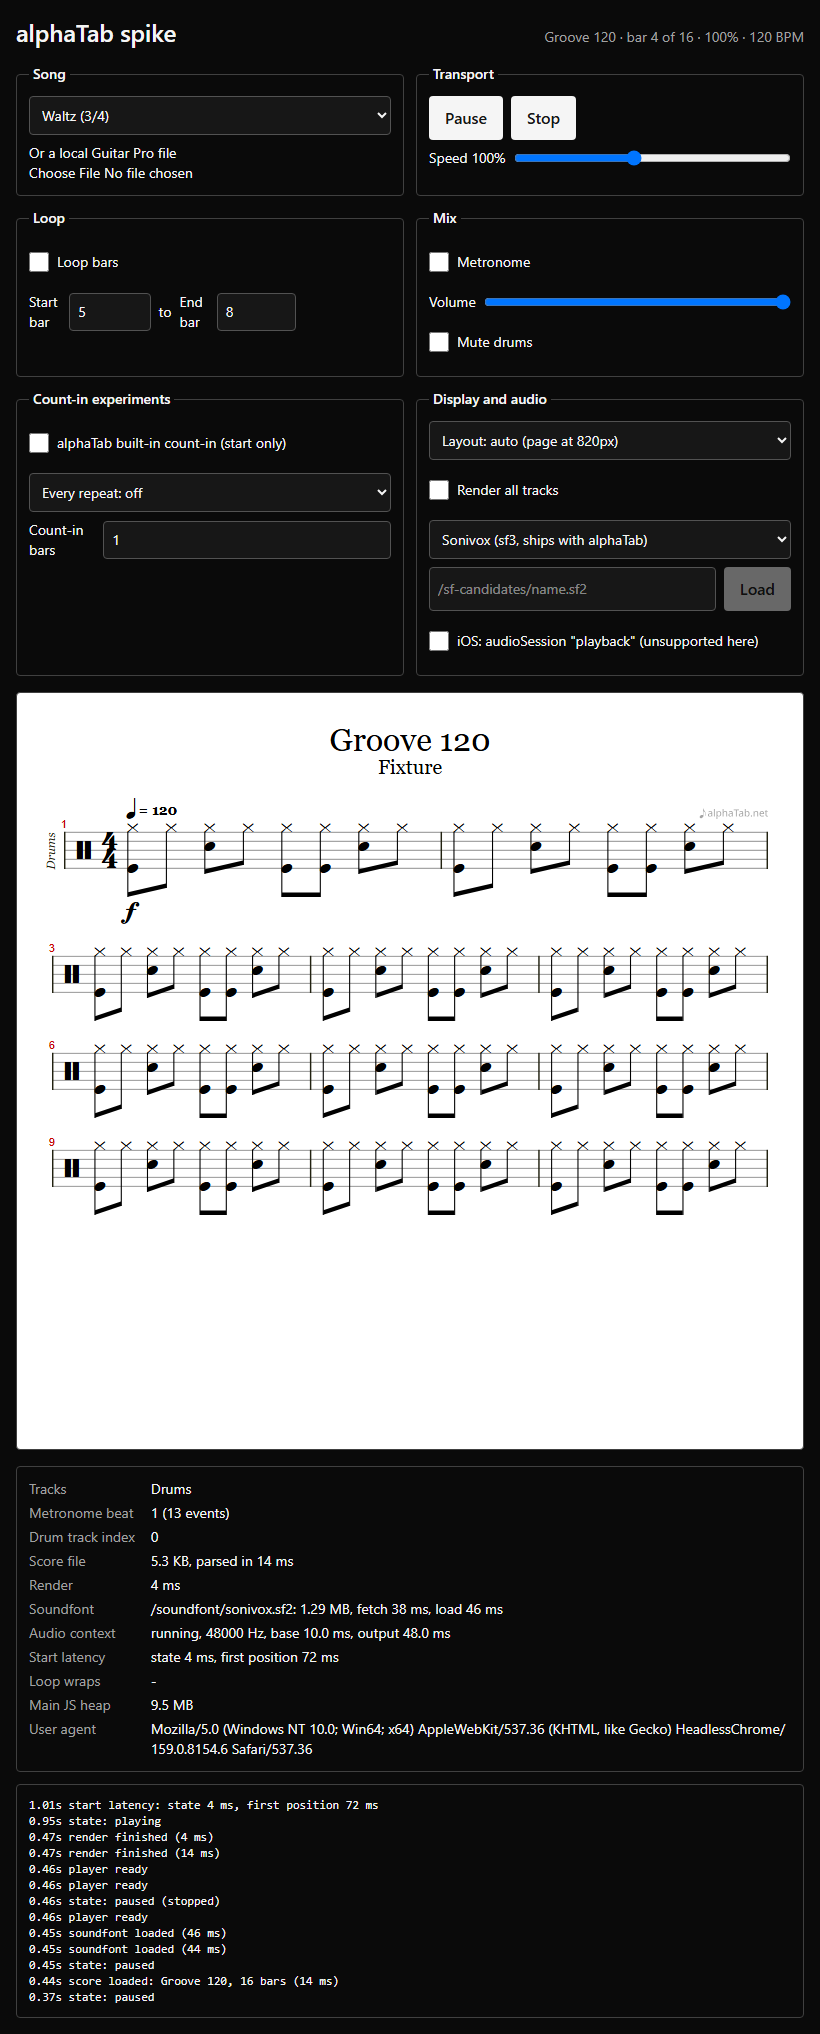 alphaTab spike
Groove 120 · bar 4 of 16 · 100% · 120 BPM
Song
Waltz (3/4)
Or a local Guitar Pro file
Choose File No file chosen
Transport
Pause
Stop
Speed 100%
Loop
Loop bars
Start bar
5
to
End bar
8
Mix
Metronome
Volume
Mute drums
Count-in experiments
alphaTab built-in count-in (start only)
Every repeat: off
Count-in bars
1
Display and audio
Layout: auto (page at 820px)
Render all tracks
Sonivox (sf3, ships with alphaTab)
/sf-candidates/name.sf2
Load
iOS: audioSession "playback" (unsupported here)
Groove 120
Fixture
= 120
♪alphaTab.net
1
Drums
4
4
f
3
6
9
Tracks Drums
Metronome beat 1 (13 events)
Drum track index 0
Score file 5.3 KB, parsed in 14 ms
Render 4 ms
Soundfont /soundfont/sonivox.sf2: 1.29 MB, fetch 38 ms, load 46 ms
Audio context running, 48000 Hz, base 10.0 ms, output 48.0 ms
Start latency state 4 ms, first position 72 ms
Loop wraps -
Main JS heap 9.5 MB
User agent Mozilla/5.0 (Windows NT 10.0; Win64; x64) AppleWebKit/537.36 (KHTML, like Gecko) HeadlessChrome/
159.0.8154.6 Safari/537.36
1.01s start latency: state 4 ms, first position 72 ms
0.95s state: playing
0.47s render finished (4 ms)
0.47s render finished (14 ms)
0.46s player ready
0.46s player ready
0.46s state: paused (stopped)
0.46s player ready
0.45s soundfont loaded (46 ms)
0.45s soundfont loaded (44 ms)
0.45s state: paused
0.44s score loaded: Groove 120, 16 bars (14 ms)
0.37s state: paused